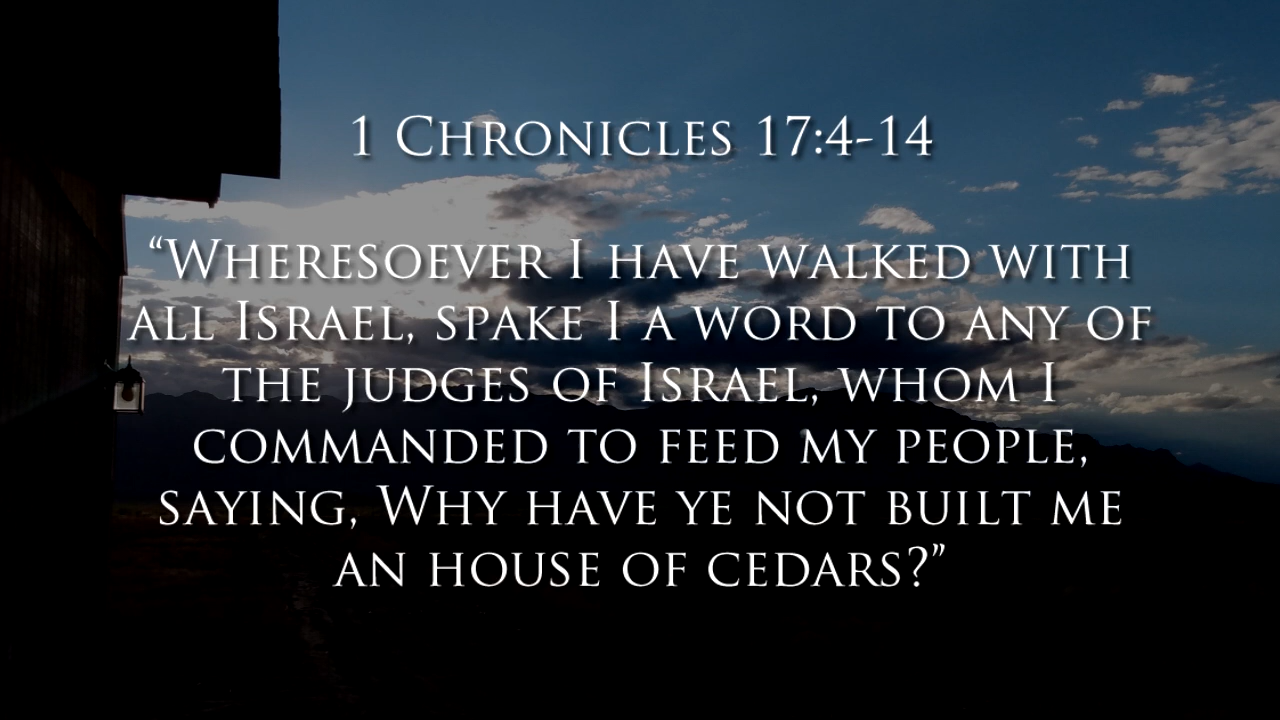 1 Chronicles 17:4-14
“Wheresoever I have walked with
all Israel, spake I a word to any of
the judges of Israel, whom I
commanded to feed my people,
saying, Why have ye not built me
an house of cedars?”